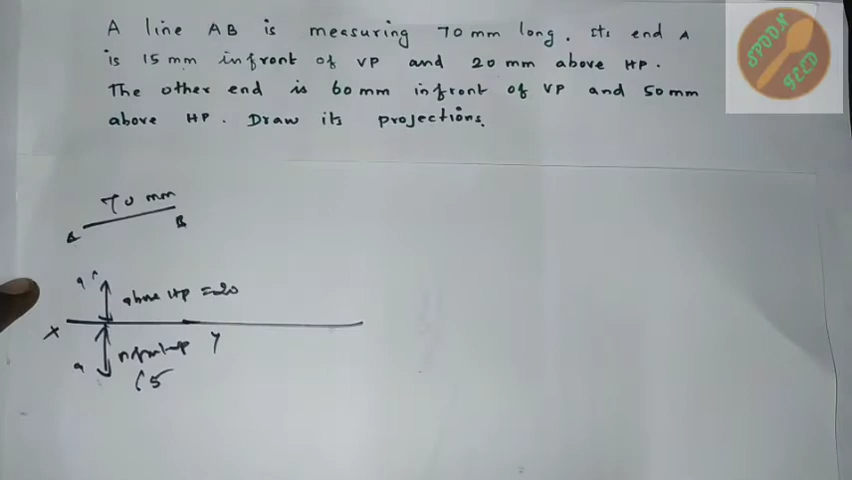 A line AB is measuring 70 mm long. Its end A
is 15 mm infront of VP and 20 mm above HP.
The other end is 60 mm infront of VP and 50 mm
above HP. Draw its projections.
SPOON
FEED
70 mm
A B
a'
above HP = 20
X Y
a
15